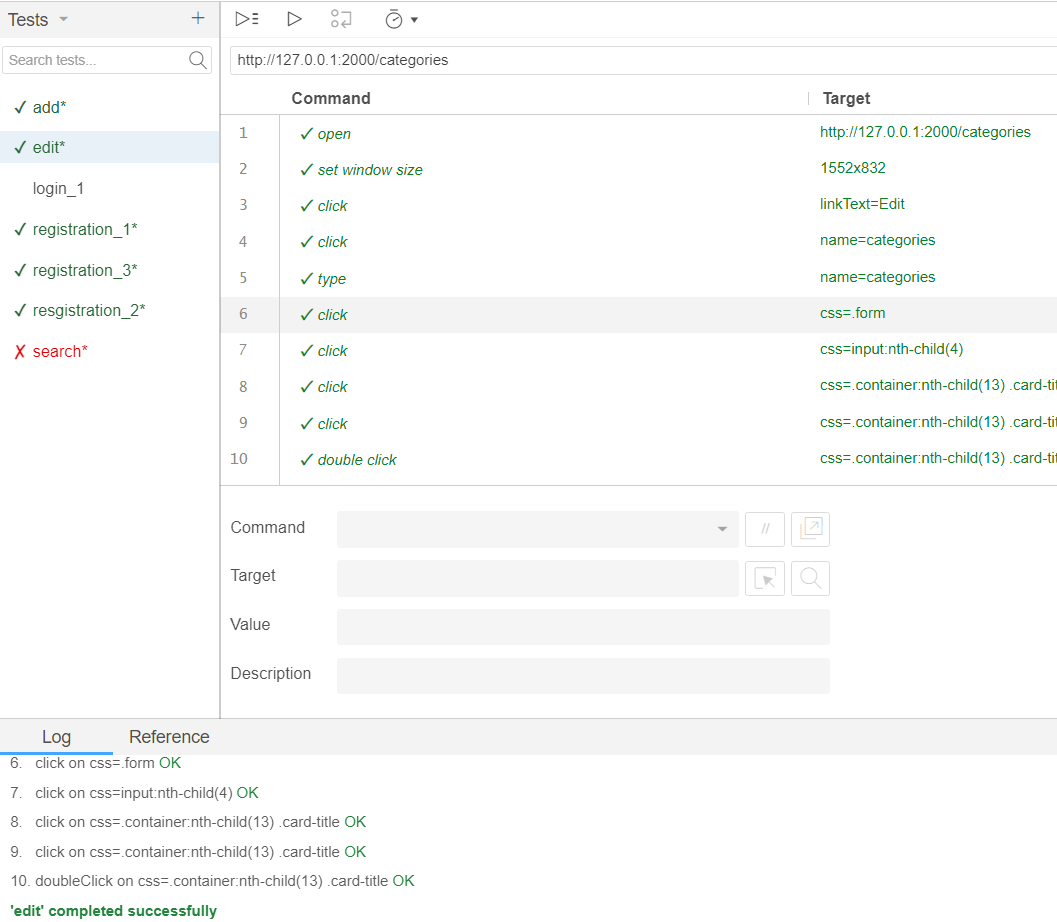 Tests
Search tests...
✓ add*
✓ edit*
login_1
✓ registration_1*
✓ registration_3*
✓ resgistration_2*
✗ search*
http://127.0.0.1:2000/categories
Command Target
1 ✓ open http://127.0.0.1:2000/categories
2 ✓ set window size 1552x832
3 ✓ click linkText=Edit
4 ✓ click name=categories
5 ✓ type name=categories
6 ✓ click css=.form
7 ✓ click css=input:nth-child(4)
8 ✓ click css=.container:nth-child(13) .card-tit
9 ✓ click css=.container:nth-child(13) .card-tit
10 ✓ double click css=.container:nth-child(13) .card-tit
Command //
Target
Value
Description
Log Reference
6. click on css=.form OK
7. click on css=input:nth-child(4) OK
8. click on css=.container:nth-child(13) .card-title OK
9. click on css=.container:nth-child(13) .card-title OK
10. doubleClick on css=.container:nth-child(13) .card-title OK
'edit' completed successfully